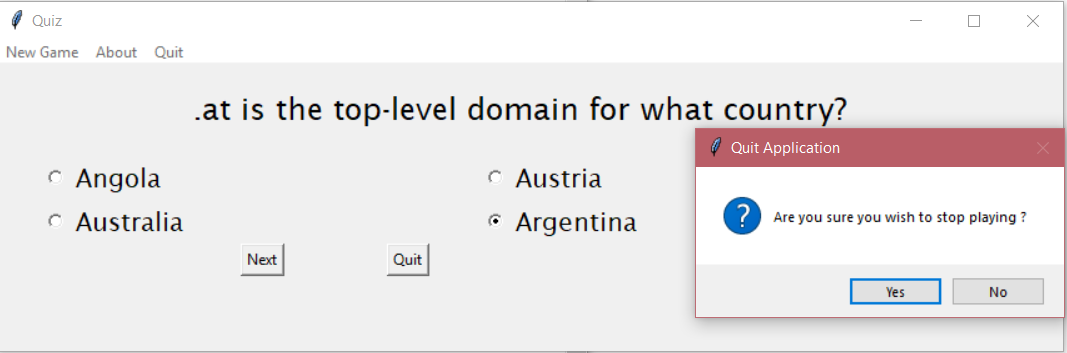 Quiz
New Game About Quit
.at is the top-level domain for what country?
Angola Austria
Australia Argentina
Next Quit
Quit Application
Are you sure you wish to stop playing ?
Yes No